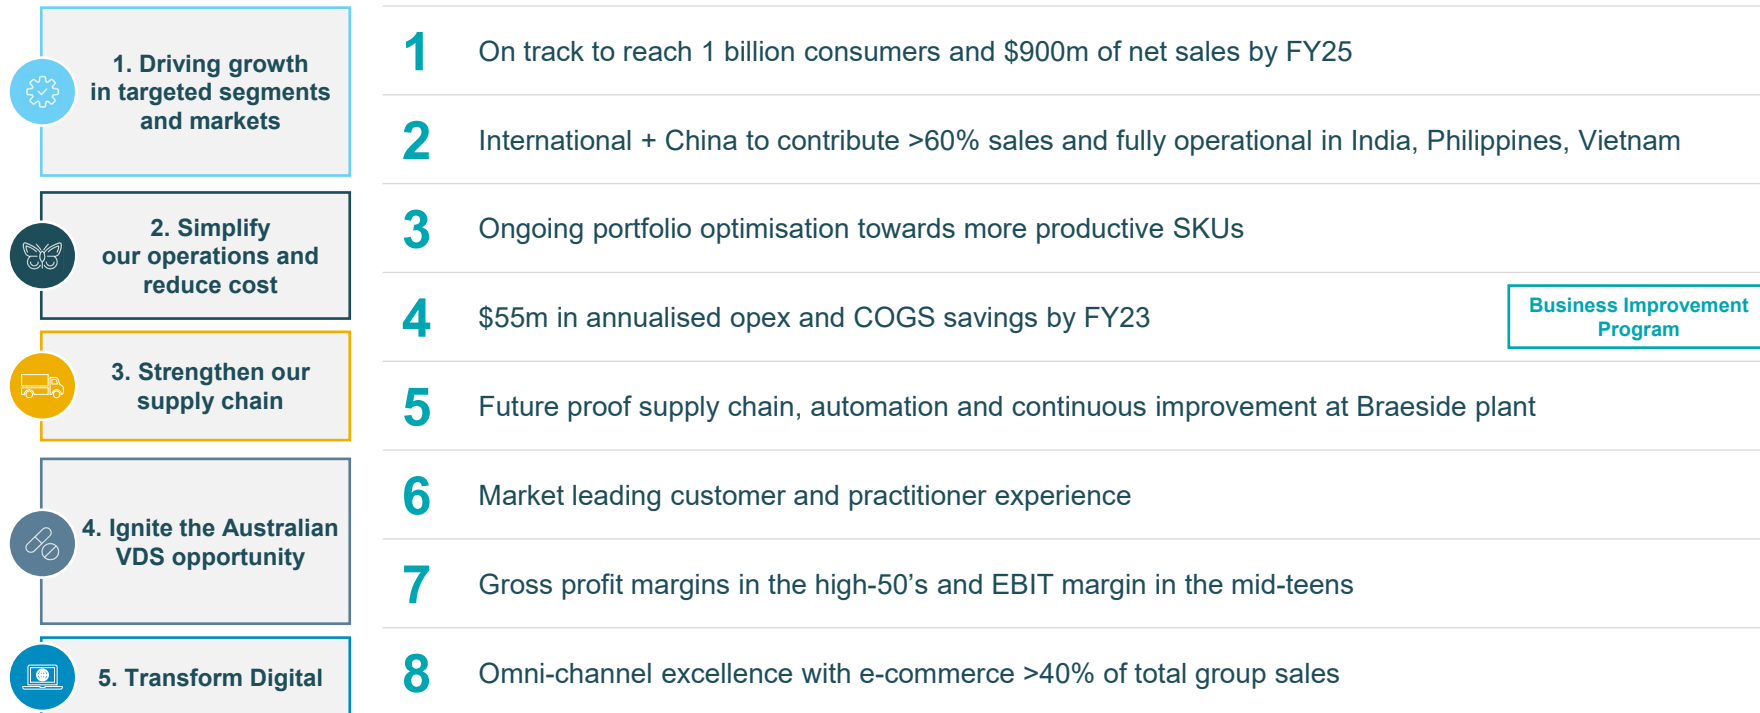 1. Driving growth
in targeted segments
and markets
2. Simplify
our operations and
reduce cost
3. Strengthen our
supply chain
4. Ignite the Australian
VDS opportunity
5. Transform Digital
1 On track to reach 1 billion consumers and $900m of net sales by FY25
2 International + China to contribute >60% sales and fully operational in India, Philippines, Vietnam
3 Ongoing portfolio optimisation towards more productive SKUs
4 $55m in annualised opex and COGS savings by FY23
Business Improvement
Program
5 Future proof supply chain, automation and continuous improvement at Braeside plant
6 Market leading customer and practitioner experience
7 Gross profit margins in the high-50’s and EBIT margin in the mid-teens
8 Omni-channel excellence with e-commerce >40% of total group sales